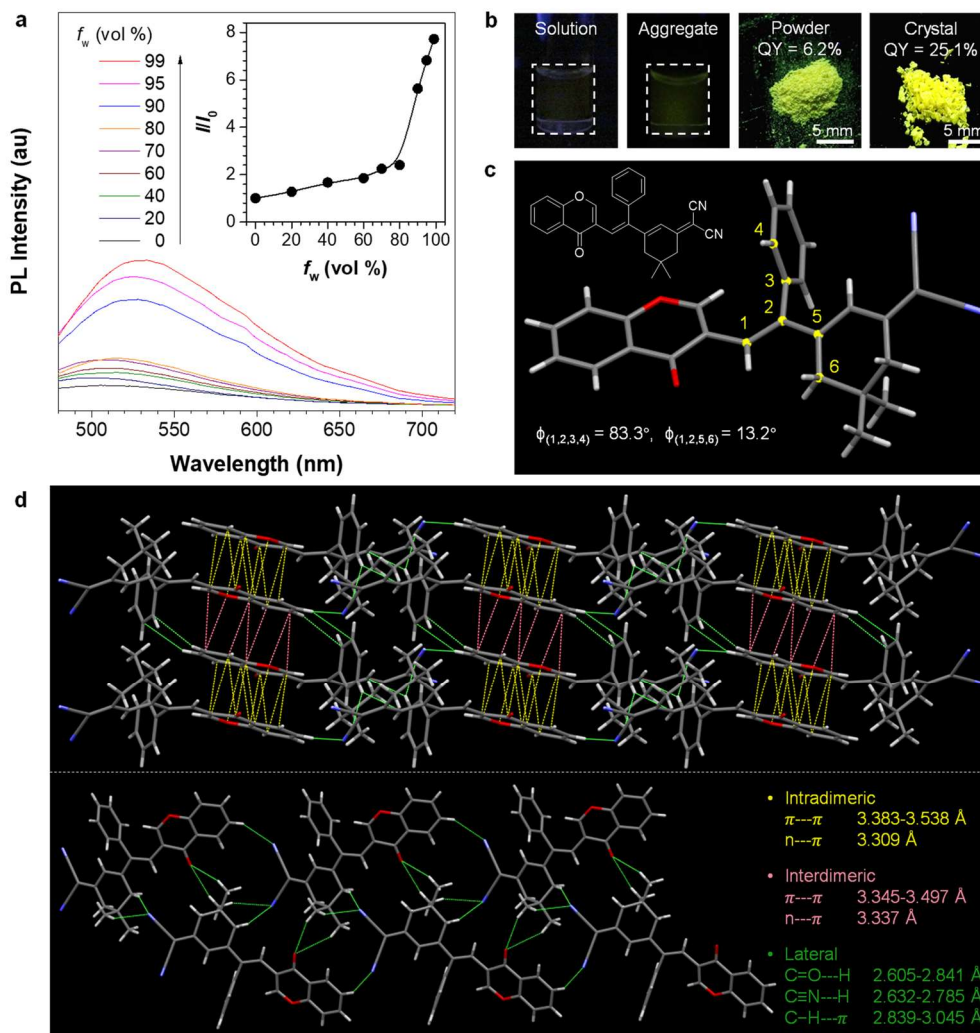 a
f_w (vol %)
99
95
90
80
70
60
40
20
0
PL Intensity (au)
500 550 600 650 700
Wavelength (nm)
8
6
4
2
0
I/I_0
0 20 40 60 80 100
f_w (vol %)
b
Solution
Aggregate
Powder
QY = 6.2%
5 mm
Crystal
QY = 25.1%
5 mm
c
O
O
CN
CN
4
3
2
1
5
6
ϕ(1,2,3,4) = 83.3°, ϕ(1,2,5,6) = 13.2°
d
• Intradimeric
π---π 3.383-3.538 Å
n---π 3.309 Å
• Interdimeric
π---π 3.345-3.497 Å
n---π 3.337 Å
• Lateral
C=O---H 2.605-2.841 Å
C≡N---H 2.632-2.785 Å
C−H---π 2.839-3.045 Å